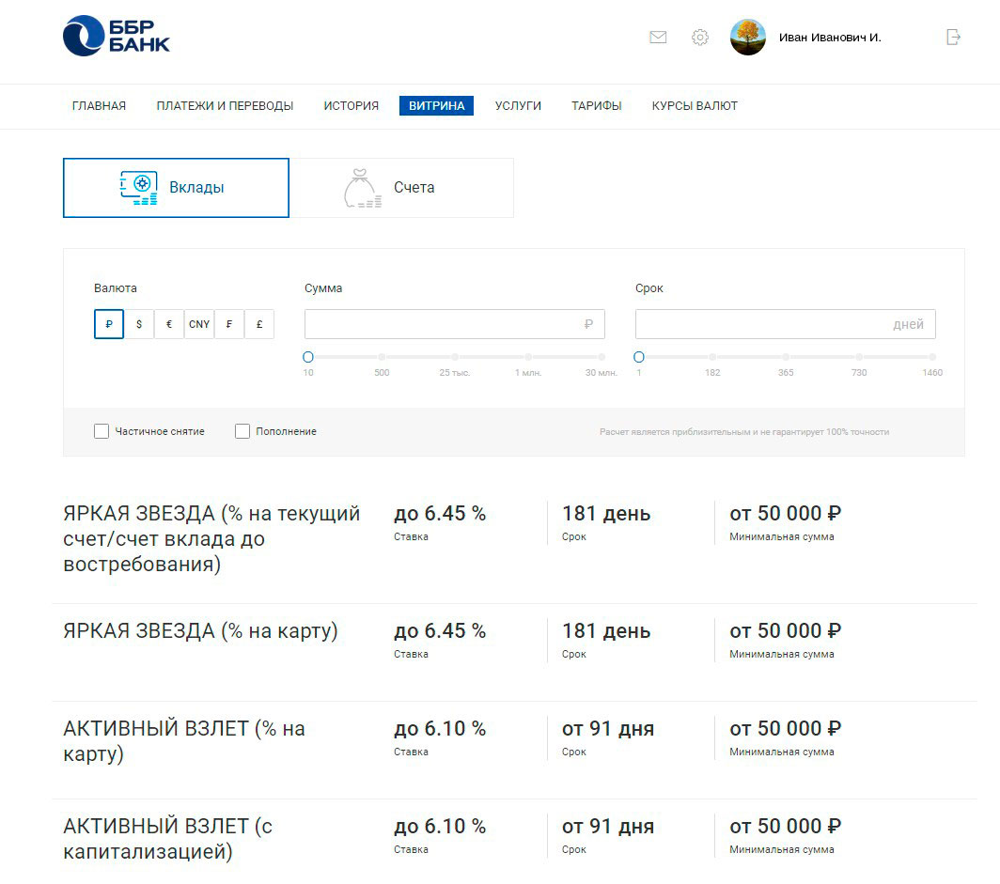 ББР
БАНК
Иван Иванович И.
ГЛАВНАЯ ПЛАТЕЖИ И ПЕРЕВОДЫ ИСТОРИЯ ВИТРИНА УСЛУГИ ТАРИФЫ КУРСЫ ВАЛЮТ
Вклады Счета
Валюта Сумма Срок
₽ $ € CNY ₣ £ ₽ дней
10 500 25 тыс. 1 млн. 30 млн. 1 182 365 730 1460
Частичное снятие Пополнение Расчет является приблизительным и не гарантирует 100% точности
ЯРКАЯ ЗВЕЗДА (% на текущий
счет/счет вклада до
востребования)
до 6.45 %
Ставка
181 день
Срок
от 50 000 ₽
Минимальная сумма
ЯРКАЯ ЗВЕЗДА (% на карту)
до 6.45 %
Ставка
181 день
Срок
от 50 000 ₽
Минимальная сумма
АКТИВНЫЙ ВЗЛЕТ (% на
карту)
до 6.10 %
Ставка
от 91 дня
Срок
от 50 000 ₽
Минимальная сумма
АКТИВНЫЙ ВЗЛЕТ (с
капитализацией)
до 6.10 %
Ставка
от 91 дня
Срок
от 50 000 ₽
Минимальная сумма